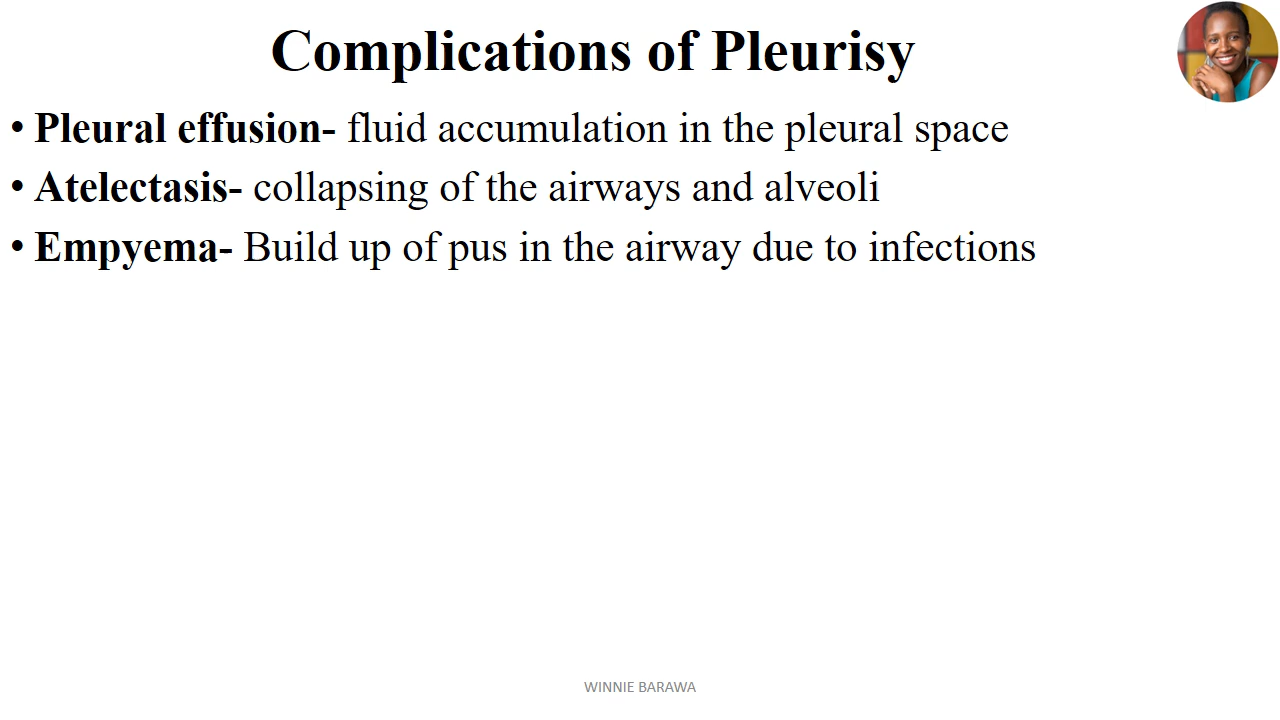 Complications of Pleurisy
• Pleural effusion- fluid accumulation in the pleural space
• Atelectasis- collapsing of the airways and alveoli
• Empyema- Build up of pus in the airway due to infections
WINNIE BARAWA